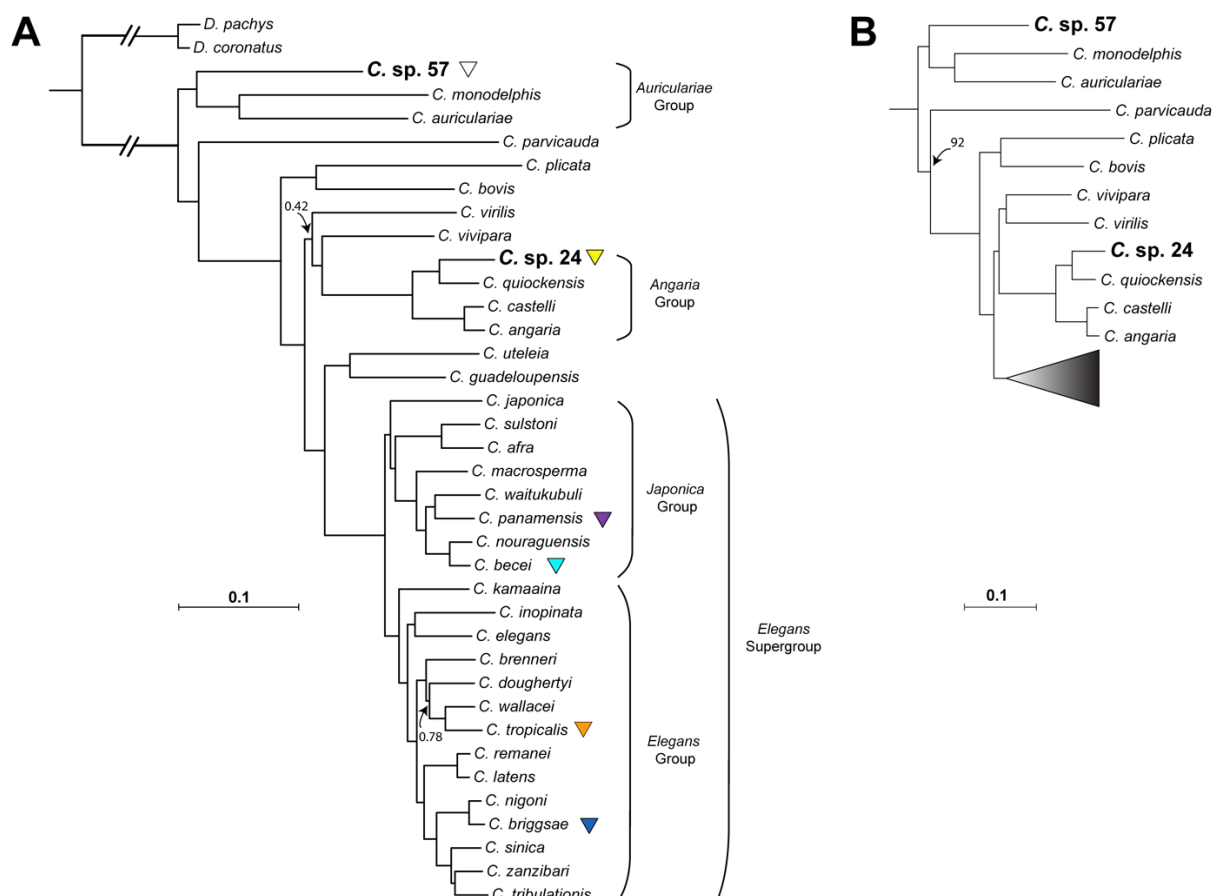 A
D. pachys
D. coronatus
C. sp. 57
C. monodelphis
C. auriculariae
Auriculariae
Group
C. parvicauda
C. plicata
C. bovis
0.42
C. virilis
C. vivipara
C. sp. 24
C. quiockensis
C. castelli
C. angaria
Angaria
Group
C. uteleia
C. guadeloupensis
C. japonica
C. sulstoni
C. afra
C. macrosperma
C. waitukubuli
C. panamensis
C. nouraguensis
C. becei
Japonica
Group
C. kamaaina
C. inopinata
C. elegans
C. brenneri
C. doughertyi
C. wallacei
C. tropicalis
0.78
C. remanei
C. latens
C. nigoni
C. briggsae
C. sinica
C. zanzibari
C. tribulationis
Elegans
Group
Elegans
Supergroup
0.1
B
C. sp. 57
C. monodelphis
C. auriculariae
C. parvicauda
92
C. plicata
C. bovis
C. vivipara
C. virilis
C. sp. 24
C. quiockensis
C. castelli
C. angaria
0.1